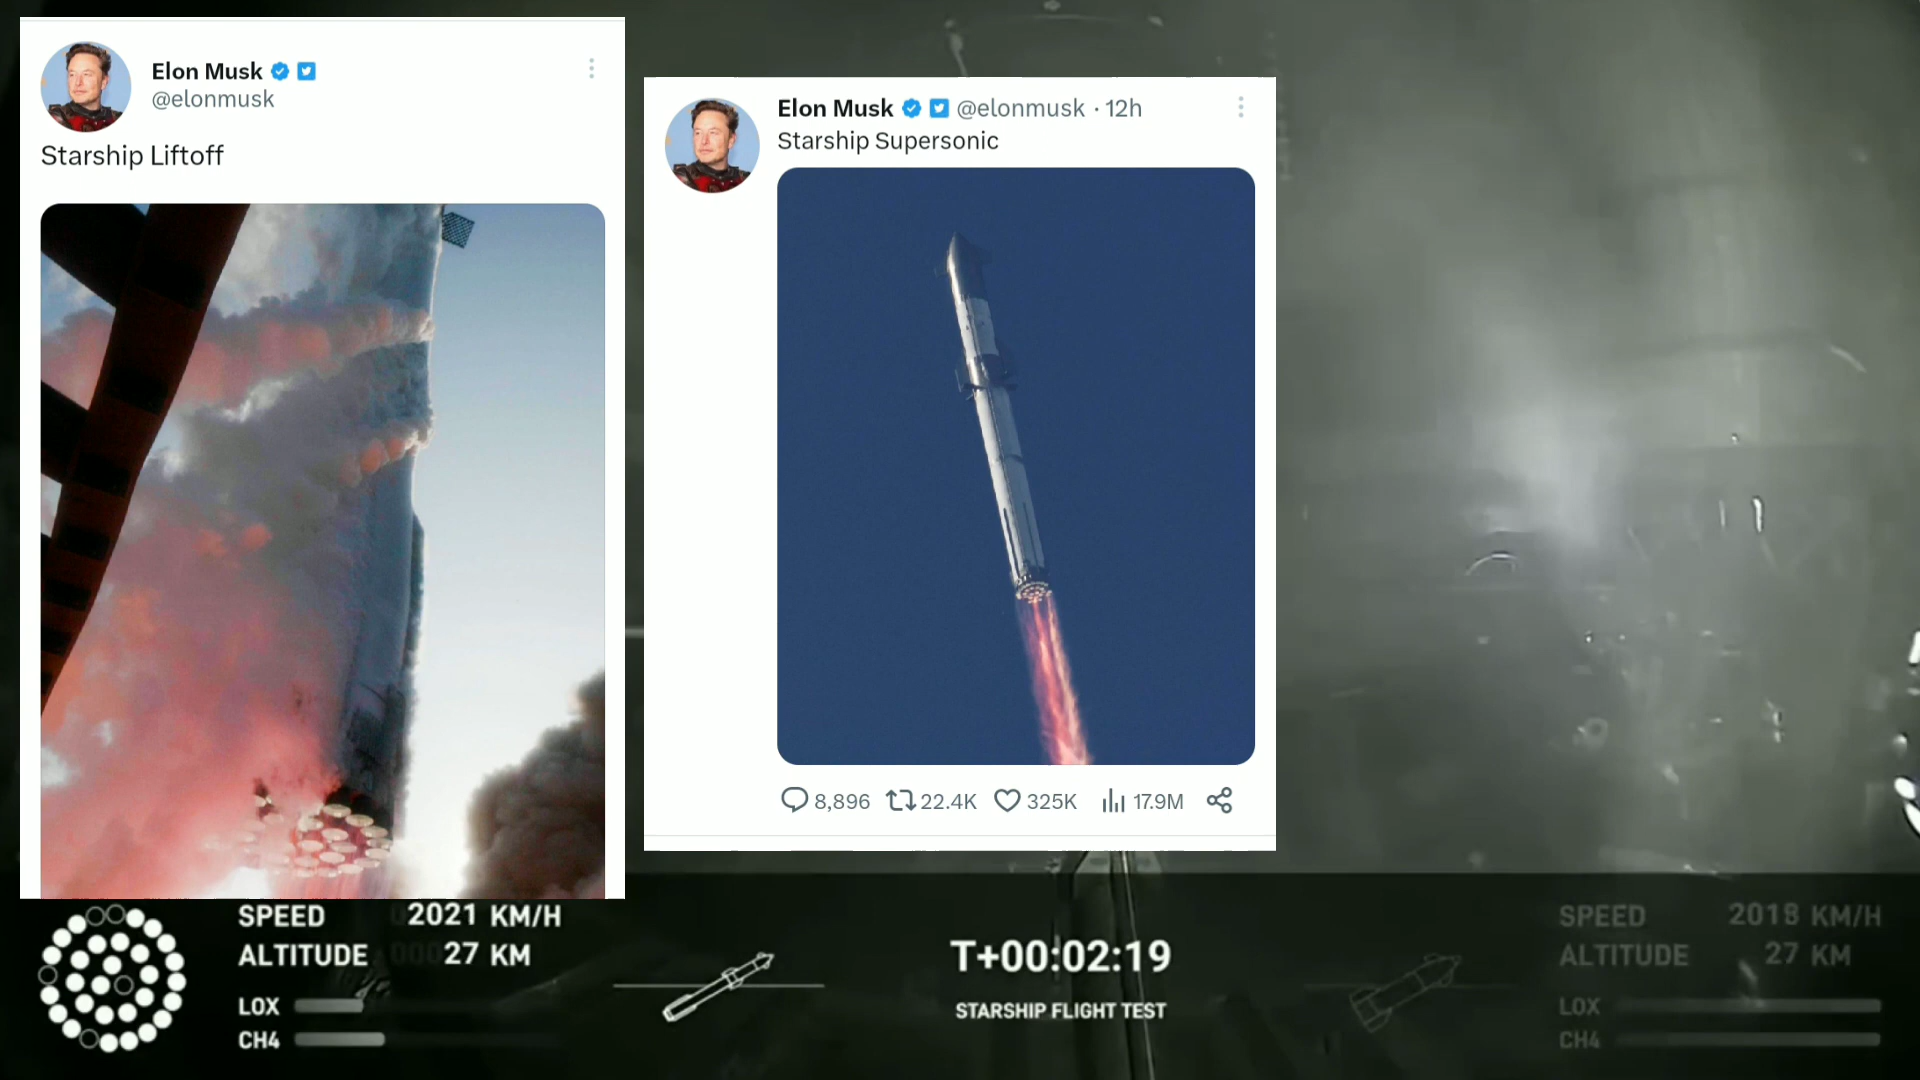 Elon Musk
@elonmusk
Starship Liftoff
Elon Musk @elonmusk · 12h
Starship Supersonic
8,896 22.4K 325K 17.9M
SPEED 2021 KM/H
ALTITUDE 27 KM
LOX
CH4
T+00:02:19
STARSHIP FLIGHT TEST
SPEED 2018 KM/H
ALTITUDE 27 KM
LOX
CH4